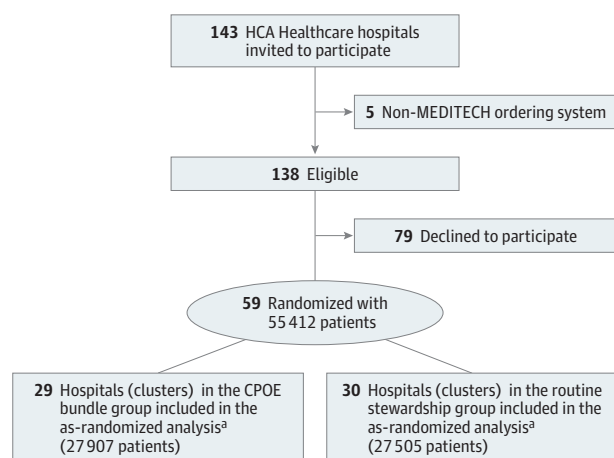 143 HCA Healthcare hospitals
invited to participate
5 Non-MEDITECH ordering system
138 Eligible
79 Declined to participate
59 Randomized with
55 412 patients
29 Hospitals (clusters) in the CPOE
bundle group included in the
as-randomized analysisᵃ
(27 907 patients)
30 Hospitals (clusters) in the routine
stewardship group included in the
as-randomized analysisᵃ
(27 505 patients)